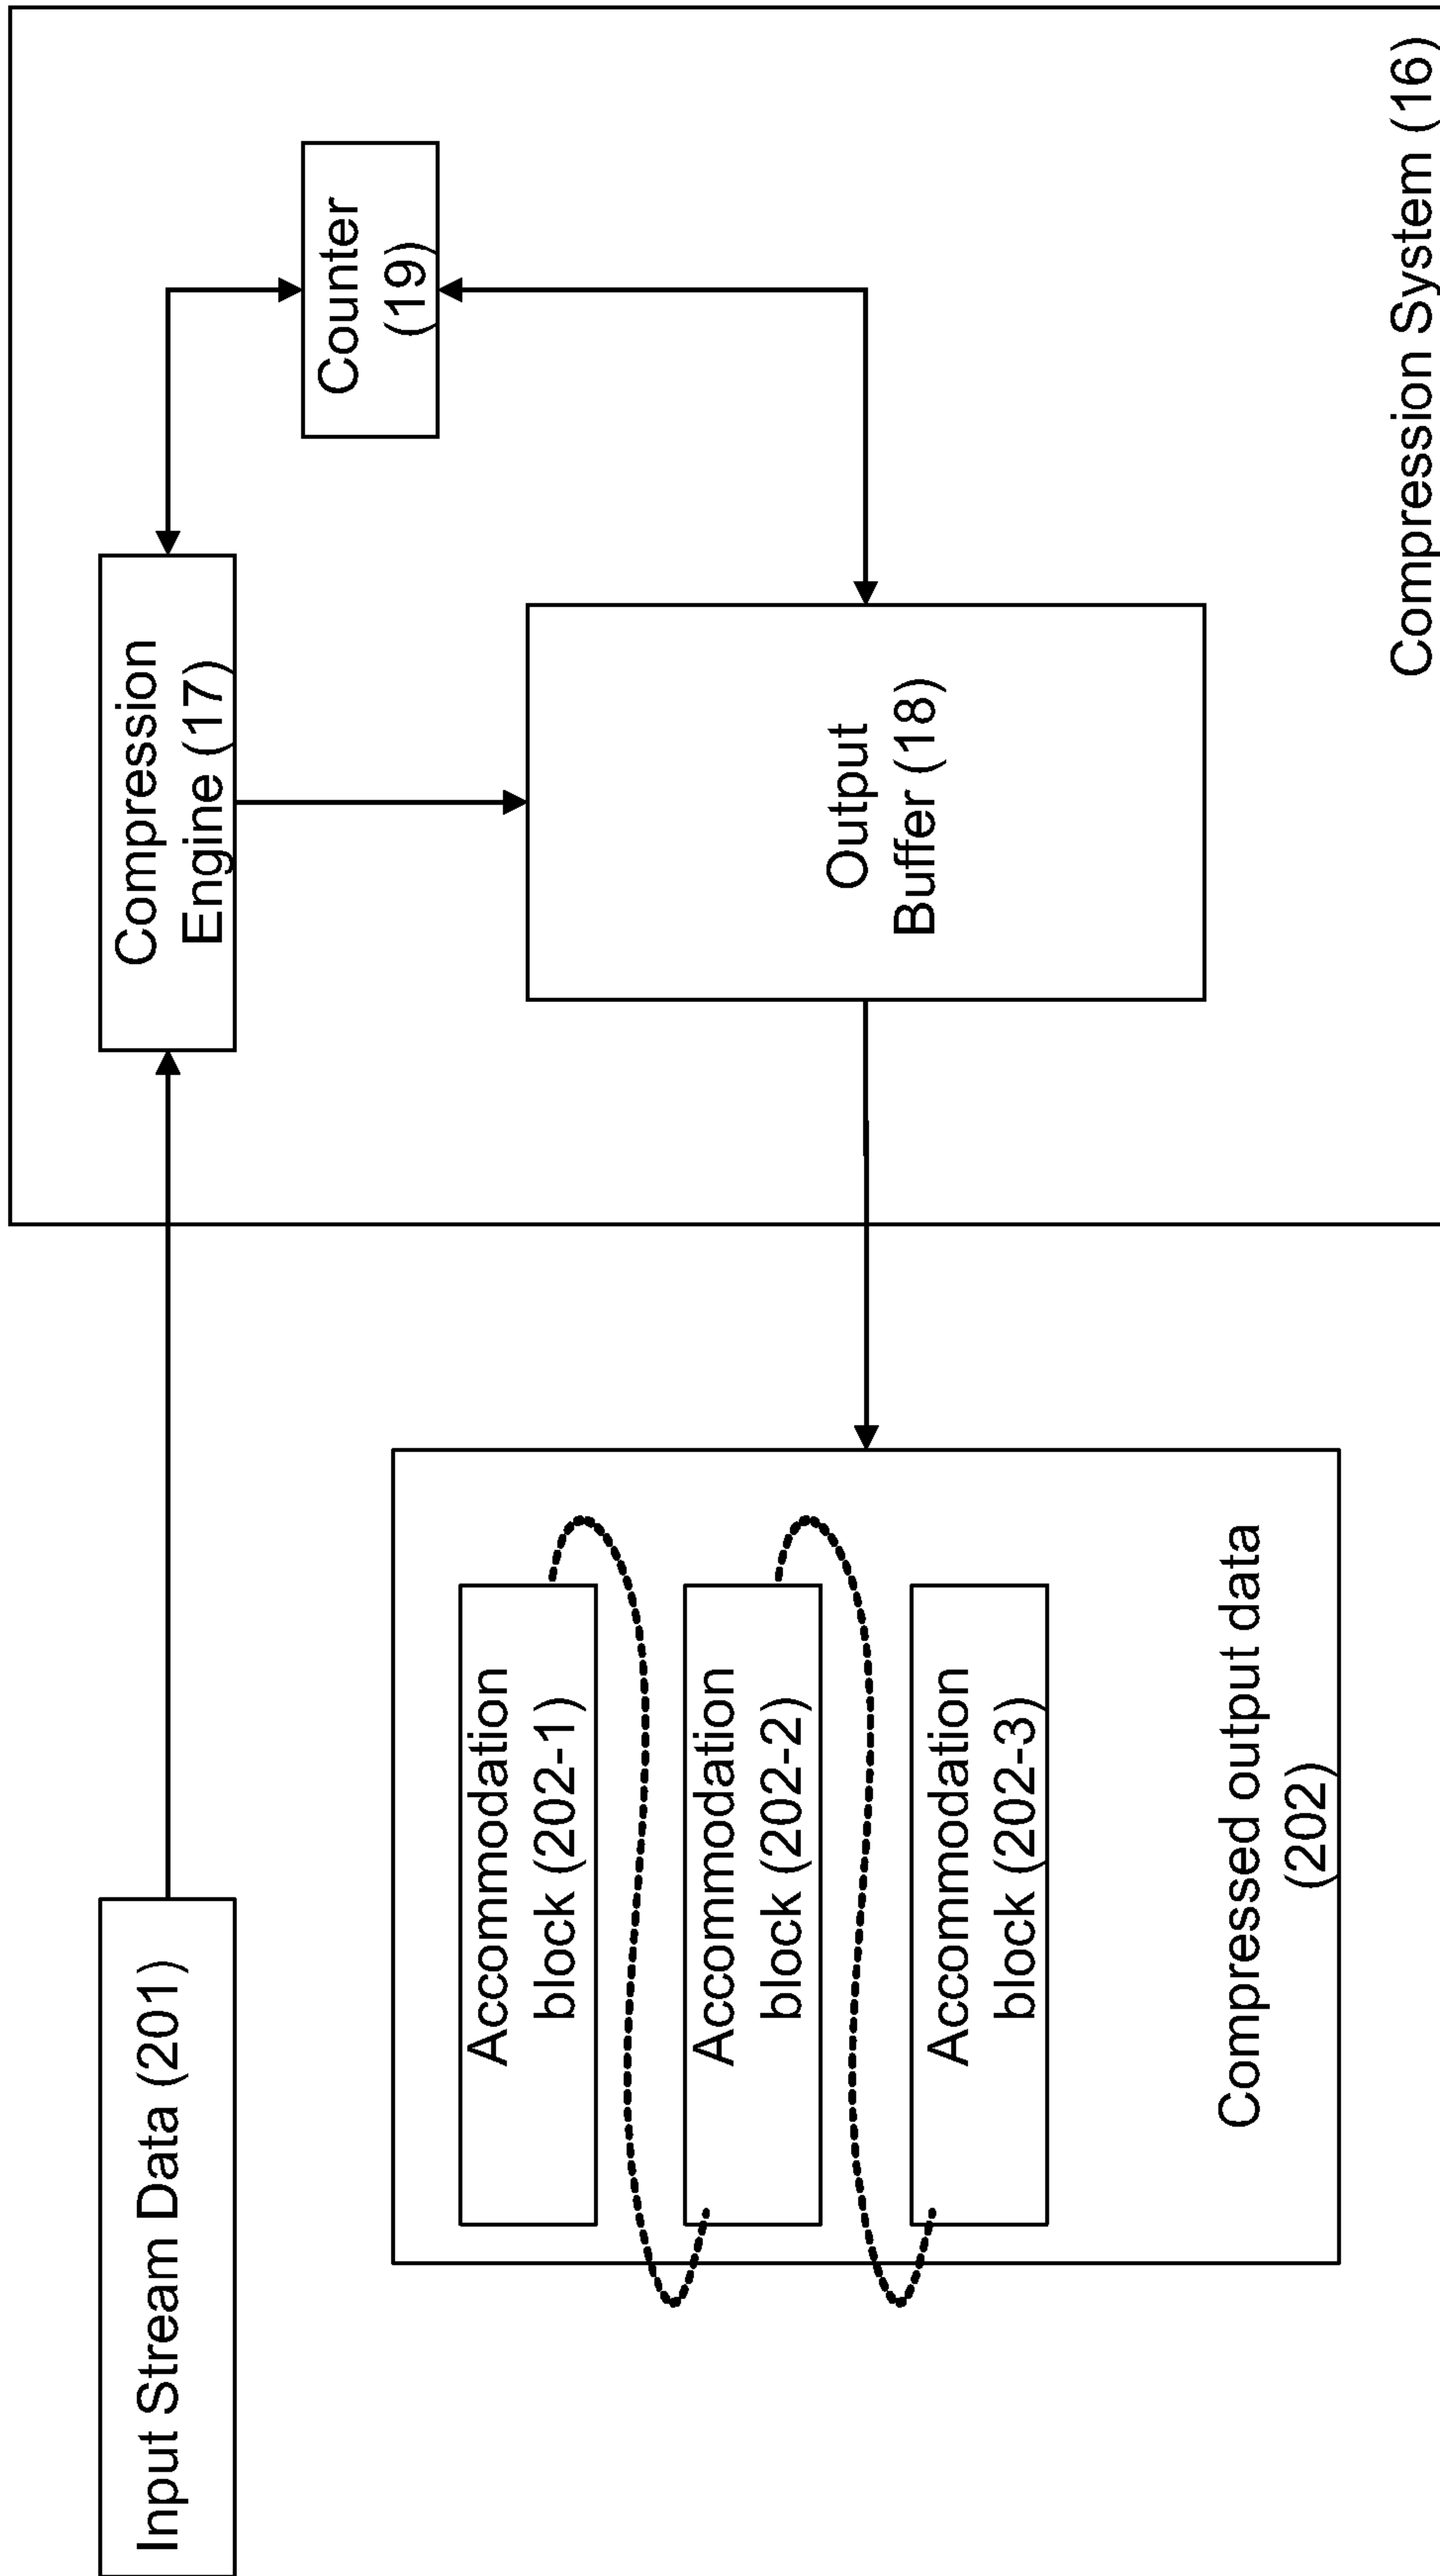 Input Stream Data (201)
Compression
Engine (17)
Counter
(19)
Accommodation
block (202-1)
Accommodation
block (202-2)
Accommodation
block (202-3)
Compressed output data
(202)
Output
Buffer (18)
Compression System (16)